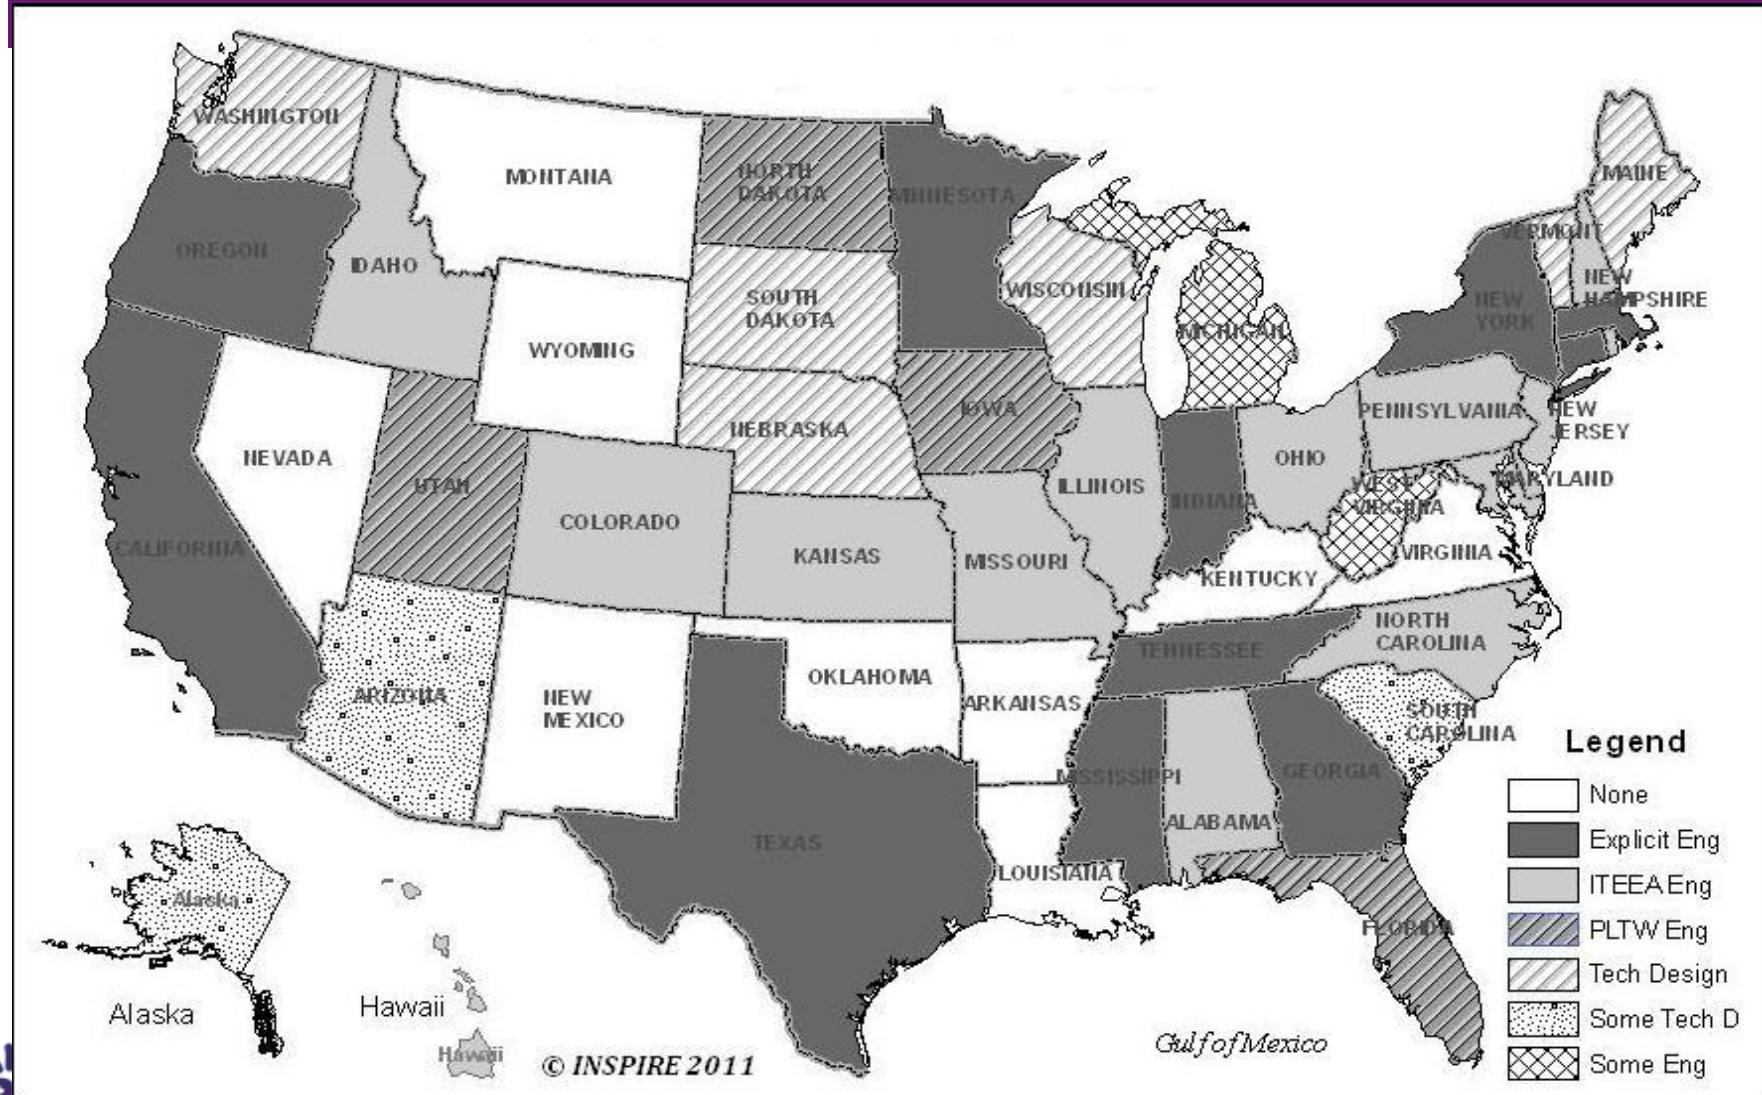 WASHINGTON
MONTANA
NORTH
DAKOTA
MINNESOTA
MAINE
OREGON
IDAHO
VERMONT
SOUTH
DAKOTA
WISCONSIN
NEW
HAMPSHIRE
NEW
YORK
MICHIGAN
WYOMING
NEBRASKA
IOWA
PENNSYLVANIA
NEW
JERSEY
NEVADA
UTAH
ILLINOIS
OHIO
INDIANA
WEST
VIRGINIA
MARYLAND
COLORADO
CALIFORNIA
KANSAS
MISSOURI
VIRGINIA
KENTUCKY
NORTH
CAROLINA
TENNESSEE
ARIZONA
NEW
MEXICO
OKLAHOMA
ARKANSAS
SOUTH
CAROLINA
MISSISSIPPI
GEORGIA
ALABAMA
TEXAS
LOUISIANA
FLORIDA
Alaska
Alaska
Hawaii
Hawaii
© INSPIRE 2011
Gulf of Mexico
Legend
None
Explicit Eng
ITEEA Eng
PLTW Eng
Tech Design
Some Tech D
Some Eng